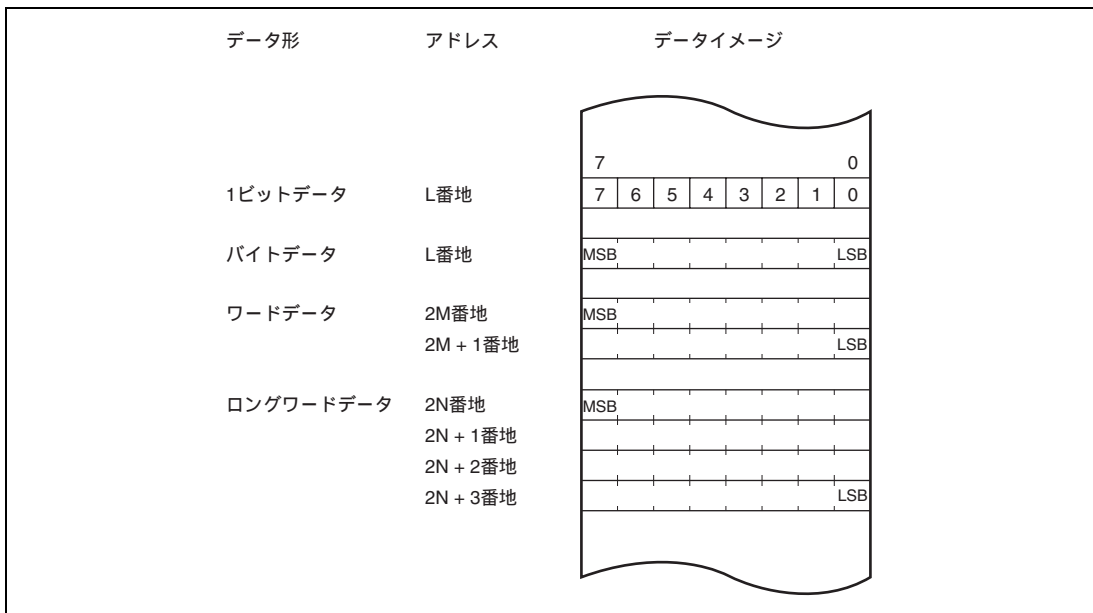 データ形 アドレス データイメージ
7 0
1ビットデータ L番地 7 6 5 4 3 2 1 0
バイトデータ L番地 MSB LSB
ワードデータ 2M番地 MSB
2M + 1番地 LSB
ロングワードデータ 2N番地 MSB
2N + 1番地
2N + 2番地
2N + 3番地 LSB